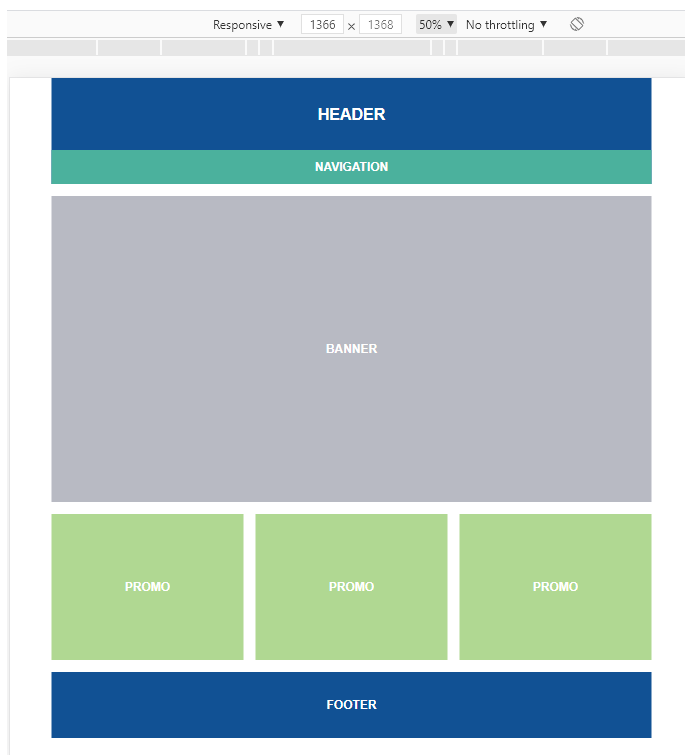 Responsive ▼ 1366 × 1368 50% ▼ No throttling ▼
HEADER
NAVIGATION
BANNER
PROMO PROMO PROMO
FOOTER